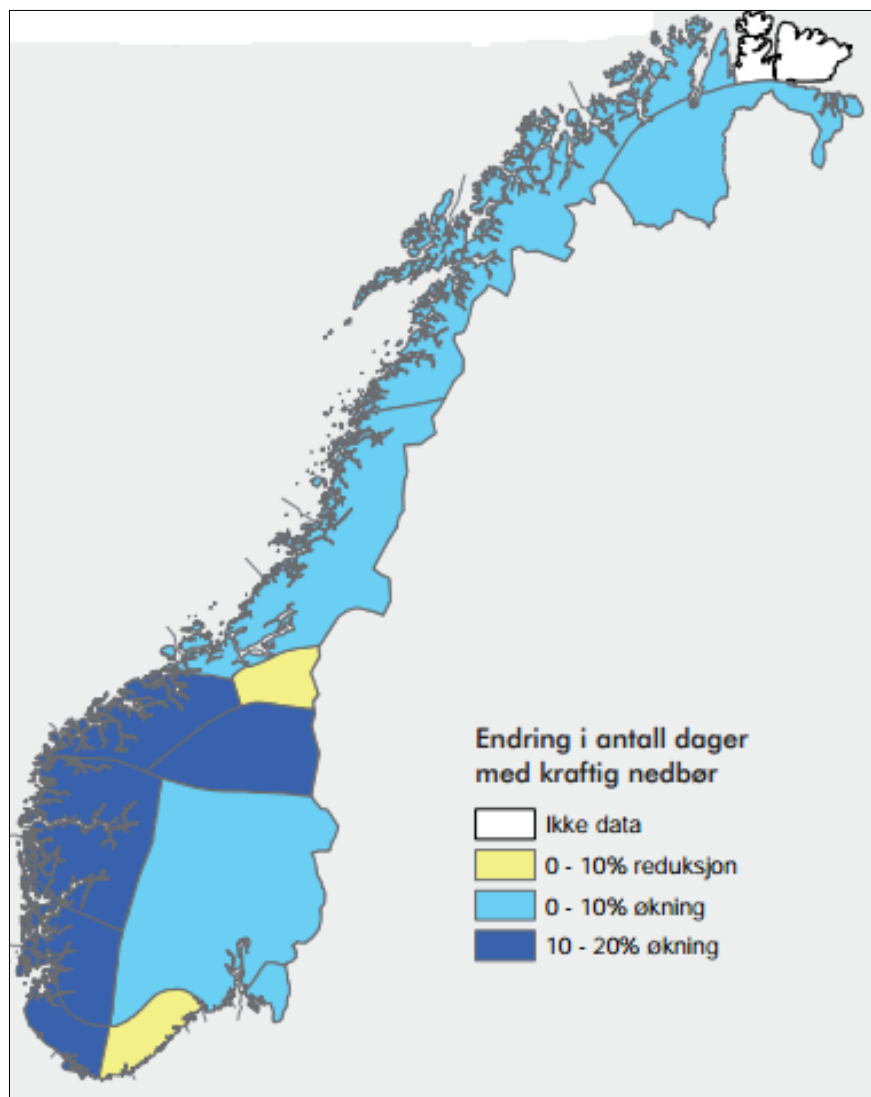 Endring i antall dager
med kraftig nedbør
Ikke data
0 - 10% reduksjon
0 - 10% økning
10 - 20% økning